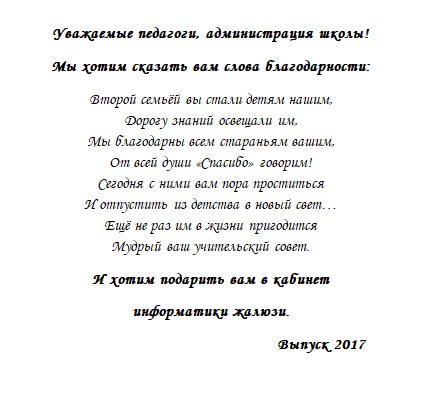 Уважаемые педагоги, администрация школы!
Мы хотим сказать вам слова благодарности:
Второй семьёй вы стали детям нашим,
Дорогу знаний освещали им,
Мы благодарны всем стараньям вашим,
От всей души «Спасибо» говорим!
Сегодня с ними вам пора проститься
И отпустить из детства в новый свет…
Ещё не раз им в жизни пригодится
Мудрый ваш учительский совет.
И хотим подарить вам в кабинет
информатики жалюзи.
Выпуск 2017